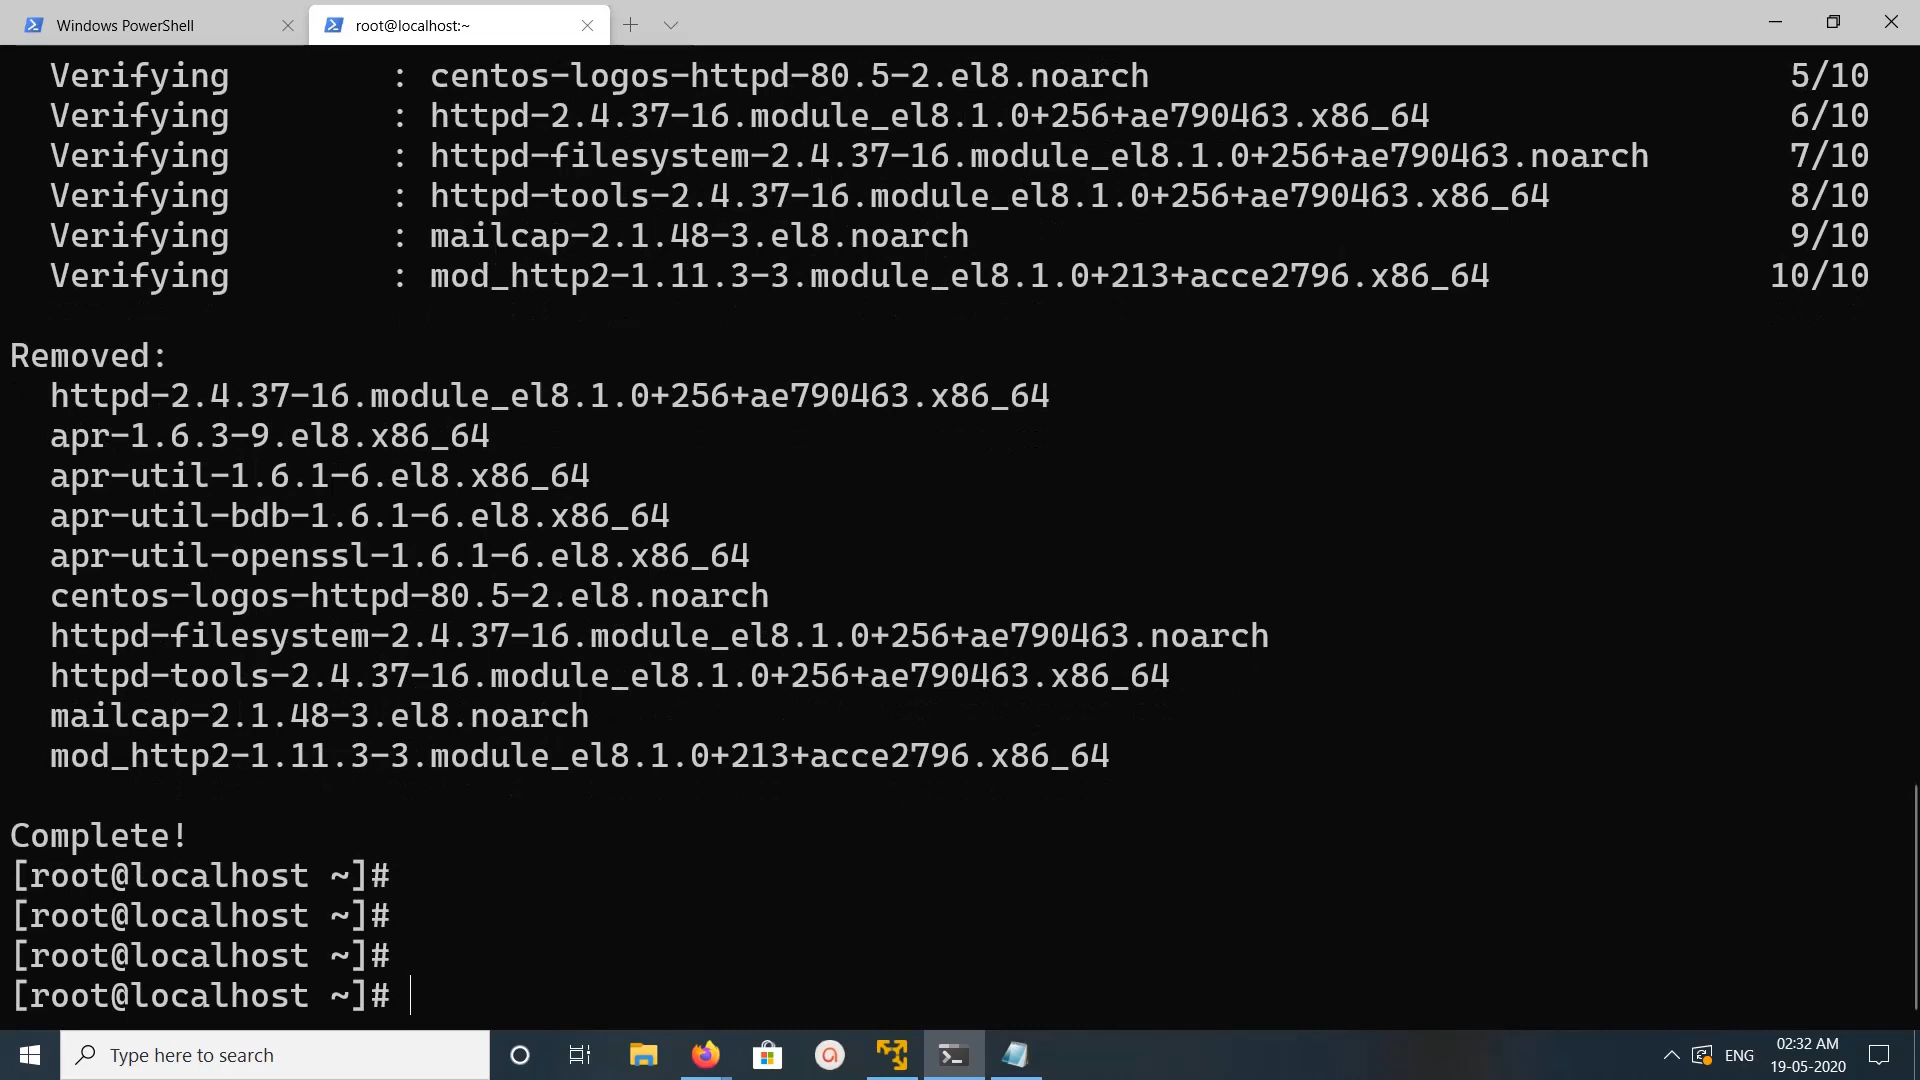 Windows PowerShell
root@localhost:~
Verifying : centos-logos-httpd-80.5-2.el8.noarch 5/10
Verifying : httpd-2.4.37-16.module_el8.1.0+256+ae790463.x86_64 6/10
Verifying : httpd-filesystem-2.4.37-16.module_el8.1.0+256+ae790463.noarch 7/10
Verifying : httpd-tools-2.4.37-16.module_el8.1.0+256+ae790463.x86_64 8/10
Verifying : mailcap-2.1.48-3.el8.noarch 9/10
Verifying : mod_http2-1.11.3-3.module_el8.1.0+213+acce2796.x86_64 10/10
Removed:
httpd-2.4.37-16.module_el8.1.0+256+ae790463.x86_64
apr-1.6.3-9.el8.x86_64
apr-util-1.6.1-6.el8.x86_64
apr-util-bdb-1.6.1-6.el8.x86_64
apr-util-openssl-1.6.1-6.el8.x86_64
centos-logos-httpd-80.5-2.el8.noarch
httpd-filesystem-2.4.37-16.module_el8.1.0+256+ae790463.noarch
httpd-tools-2.4.37-16.module_el8.1.0+256+ae790463.x86_64
mailcap-2.1.48-3.el8.noarch
mod_http2-1.11.3-3.module_el8.1.0+213+acce2796.x86_64
Complete!
[root@localhost ~]#
[root@localhost ~]#
[root@localhost ~]#
[root@localhost ~]#
Type here to search
ENG
02:32 AM
19-05-2020